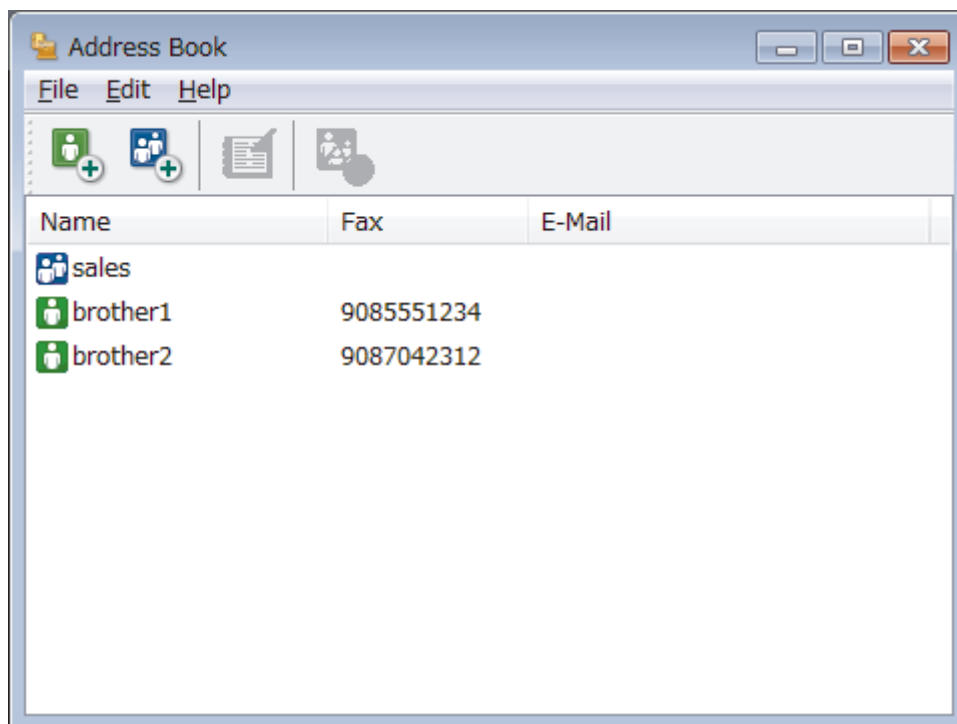 Address Book
File Edit Help
Name Fax E-Mail
sales
brother1 9085551234
brother2 9087042312